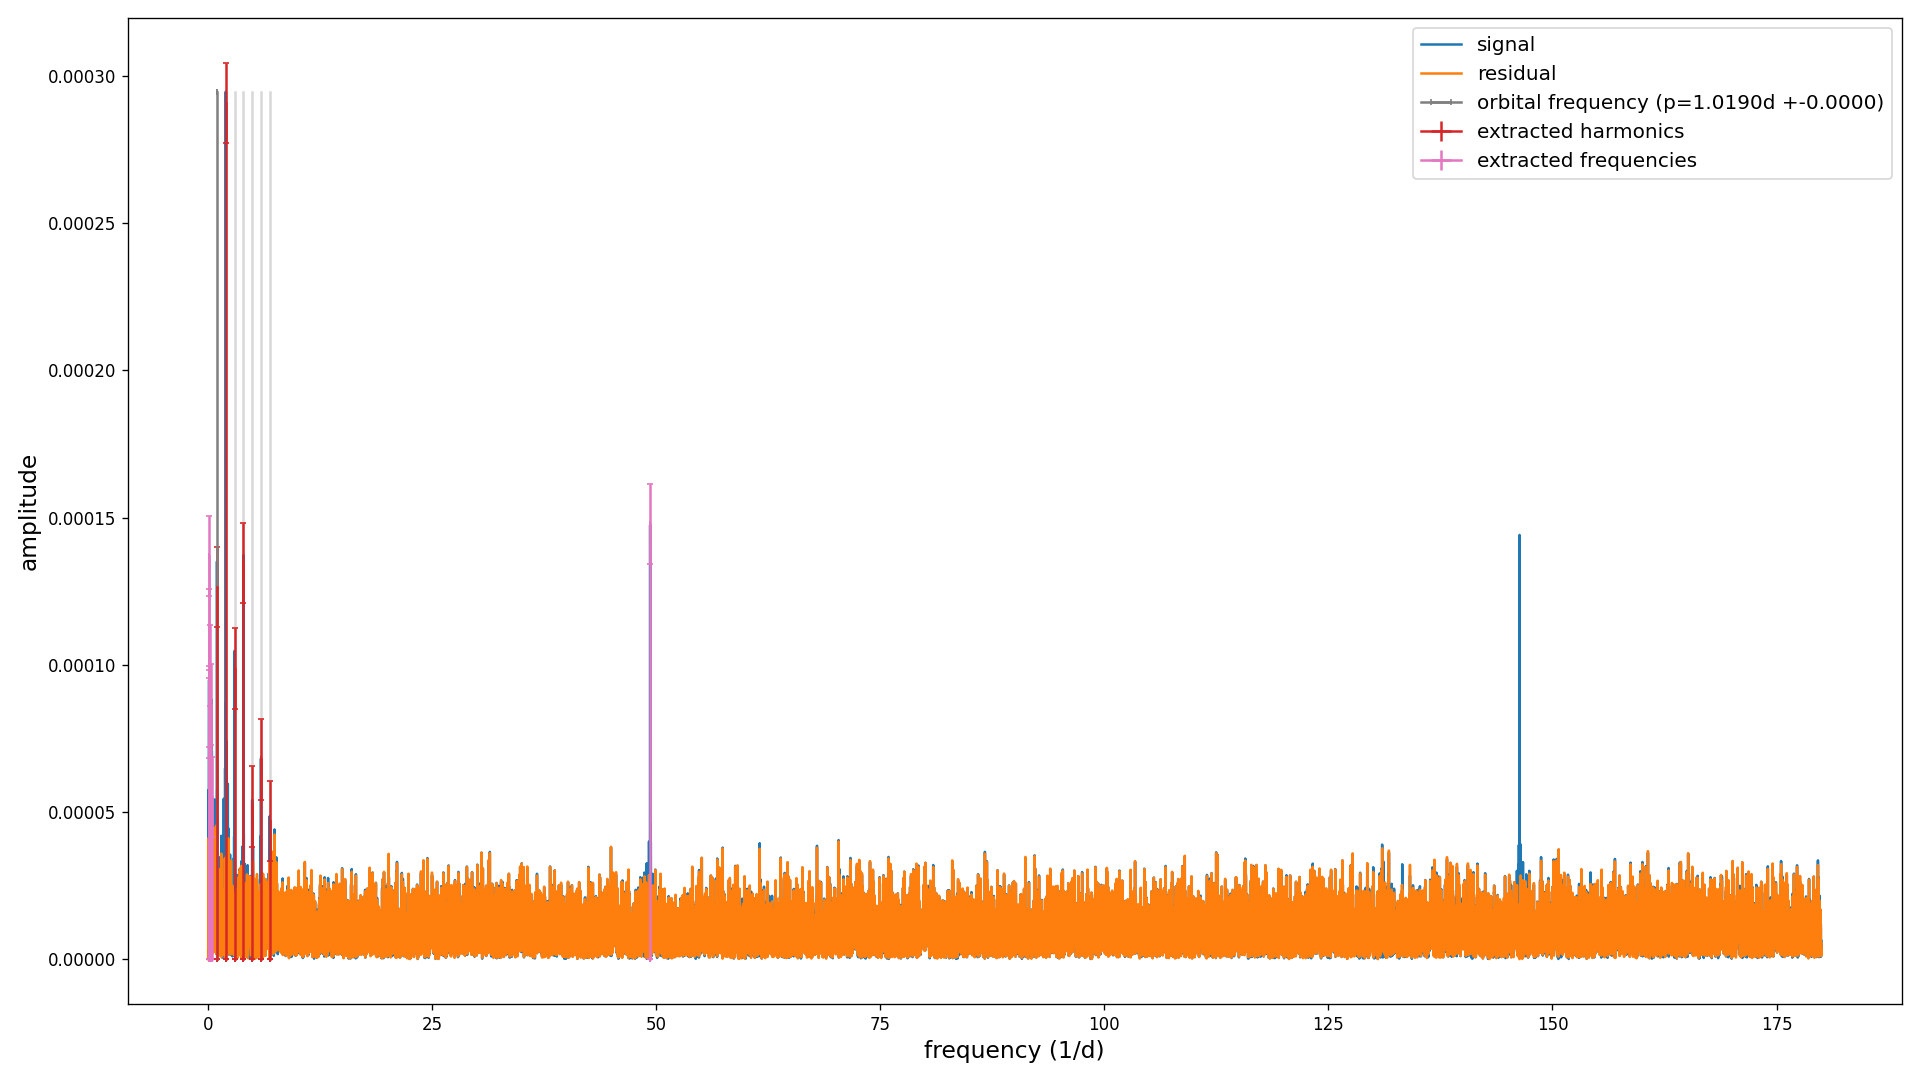 signal
residual
orbital frequency (p=1.0190d +-0.0000)
extracted harmonics
extracted frequencies
0.00030
0.00025
0.00020
0.00015
0.00010
0.00005
0.00000
amplitude
0 25 50 75 100 125 150 175
frequency (1/d)